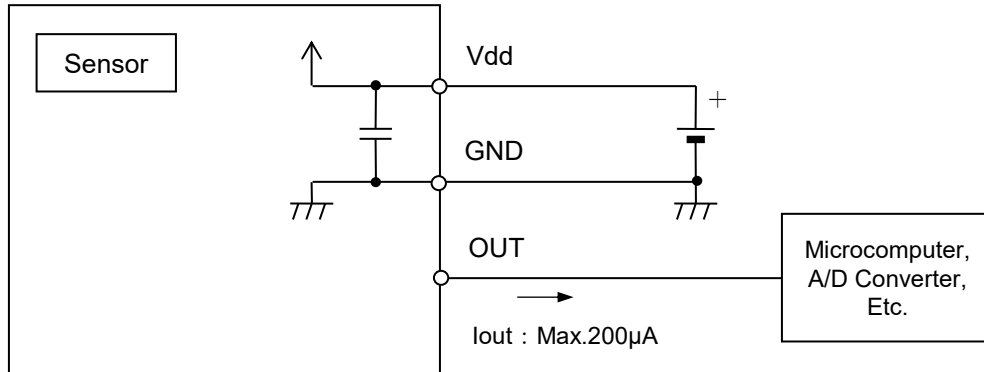 Sensor
Vdd
+
GND
OUT
Microcomputer,
A/D Converter,
Etc.
Iout : Max.200μA